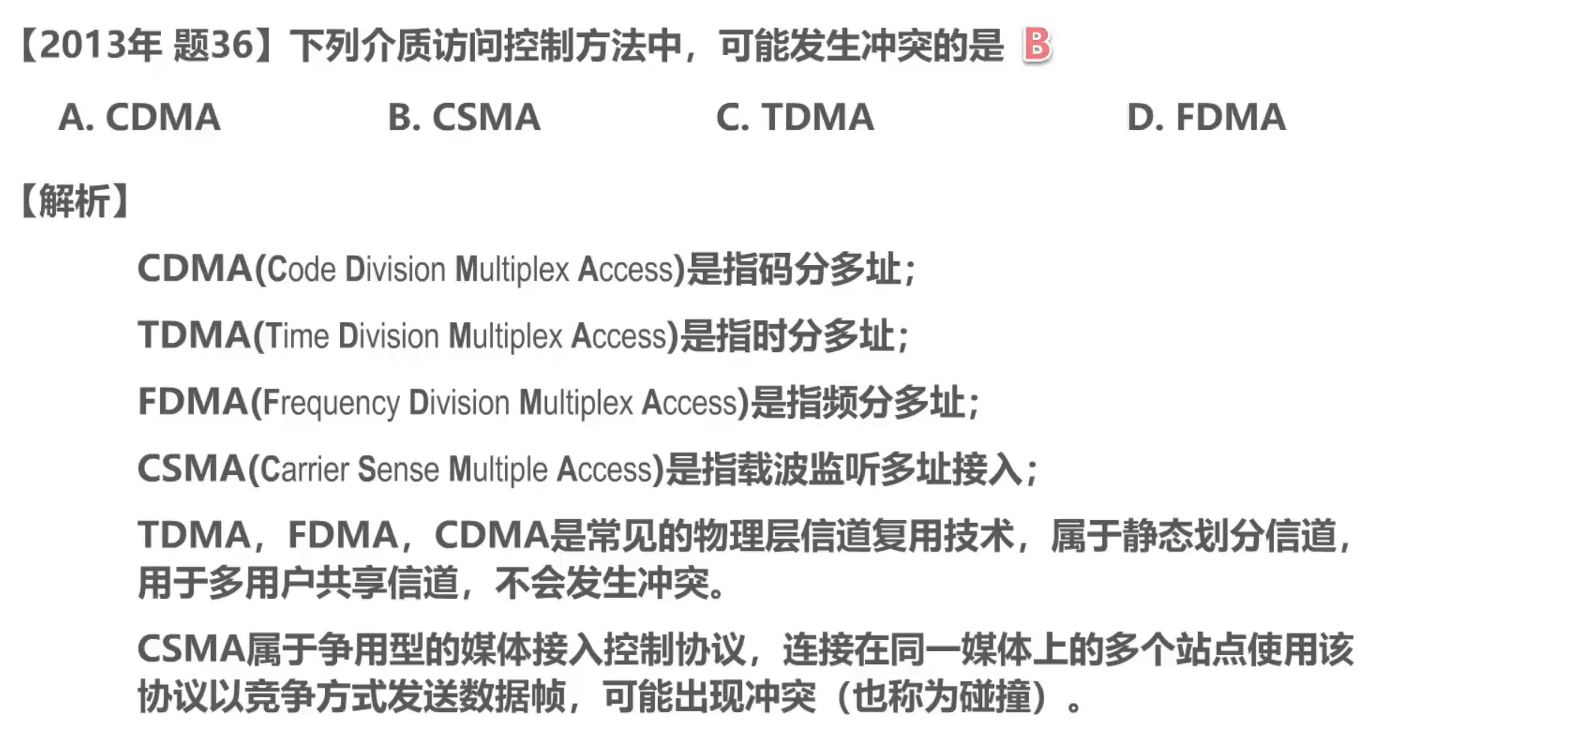 【2013年 题36】下列介质访问控制方法中，可能发生冲突的是 B
A. CDMA B. CSMA C. TDMA D. FDMA
【解析】
CDMA(Code Division Multiplex Access)是指码分多址；
TDMA(Time Division Multiplex Access)是指时分多址；
FDMA(Frequency Division Multiplex Access)是指频分多址；
CSMA(Carrier Sense Multiple Access)是指载波监听多址接入；
TDMA，FDMA，CDMA是常见的物理层信道复用技术，属于静态划分信道，
用于多用户共享信道，不会发生冲突。
CSMA属于争用型的媒体接入控制协议，连接在同一媒体上的多个站点使用该
协议以竞争方式发送数据帧，可能出现冲突（也称为碰撞）。